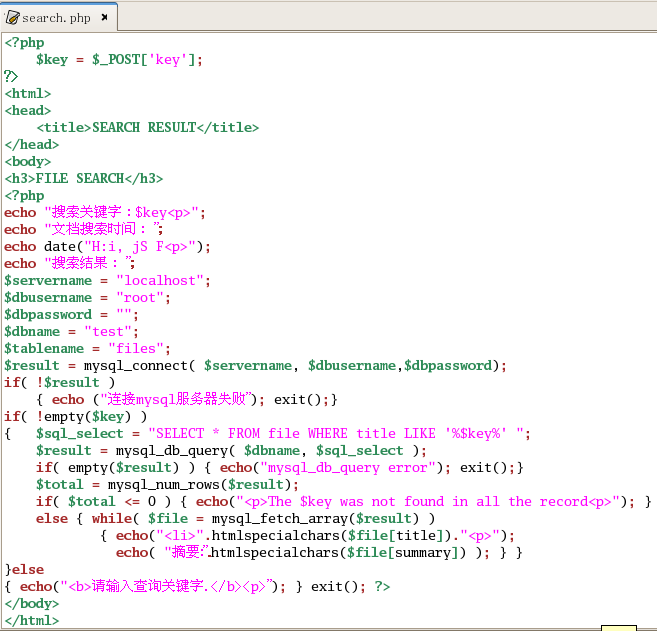 search.php
<?php
$key = $_POST['key'];
?>
<html>
<head>
<title>SEARCH RESULT</title>
</head>
<body>
<h3>FILE SEARCH</h3>
<?php
echo "搜索关键字：$key<p>";
echo "文档搜索时间：";
echo date("H:i, jS F<p>");
echo "搜索结果：";
$servername = "localhost";
$dbusername = "root";
$dbpassword = "";
$dbname = "test";
$tablename = "files";
$result = mysql_connect( $servername, $dbusername,$dbpassword);
if( !$result )
{ echo ("连接mysql服务器失败"); exit();}
if( !empty($key) )
{ $sql_select = "SELECT * FROM file WHERE title LIKE '%$key%' ";
$result = mysql_db_query( $dbname, $sql_select );
if( empty($result) ) { echo("mysql_db_query error"); exit();}
$total = mysql_num_rows($result);
if( $total <= 0 ) { echo("<p>The $key was not found in all the record<p>"); }
else { while( $file = mysql_fetch_array($result) )
{ echo("<li>".htmlspecialchars($file[title])."<p>");
echo( "摘要:".htmlspecialchars($file[summary]) ); } }
}else
{ echo("<b>请输入查询关键字.</b><p>"); } exit(); ?>
</body>
</html>